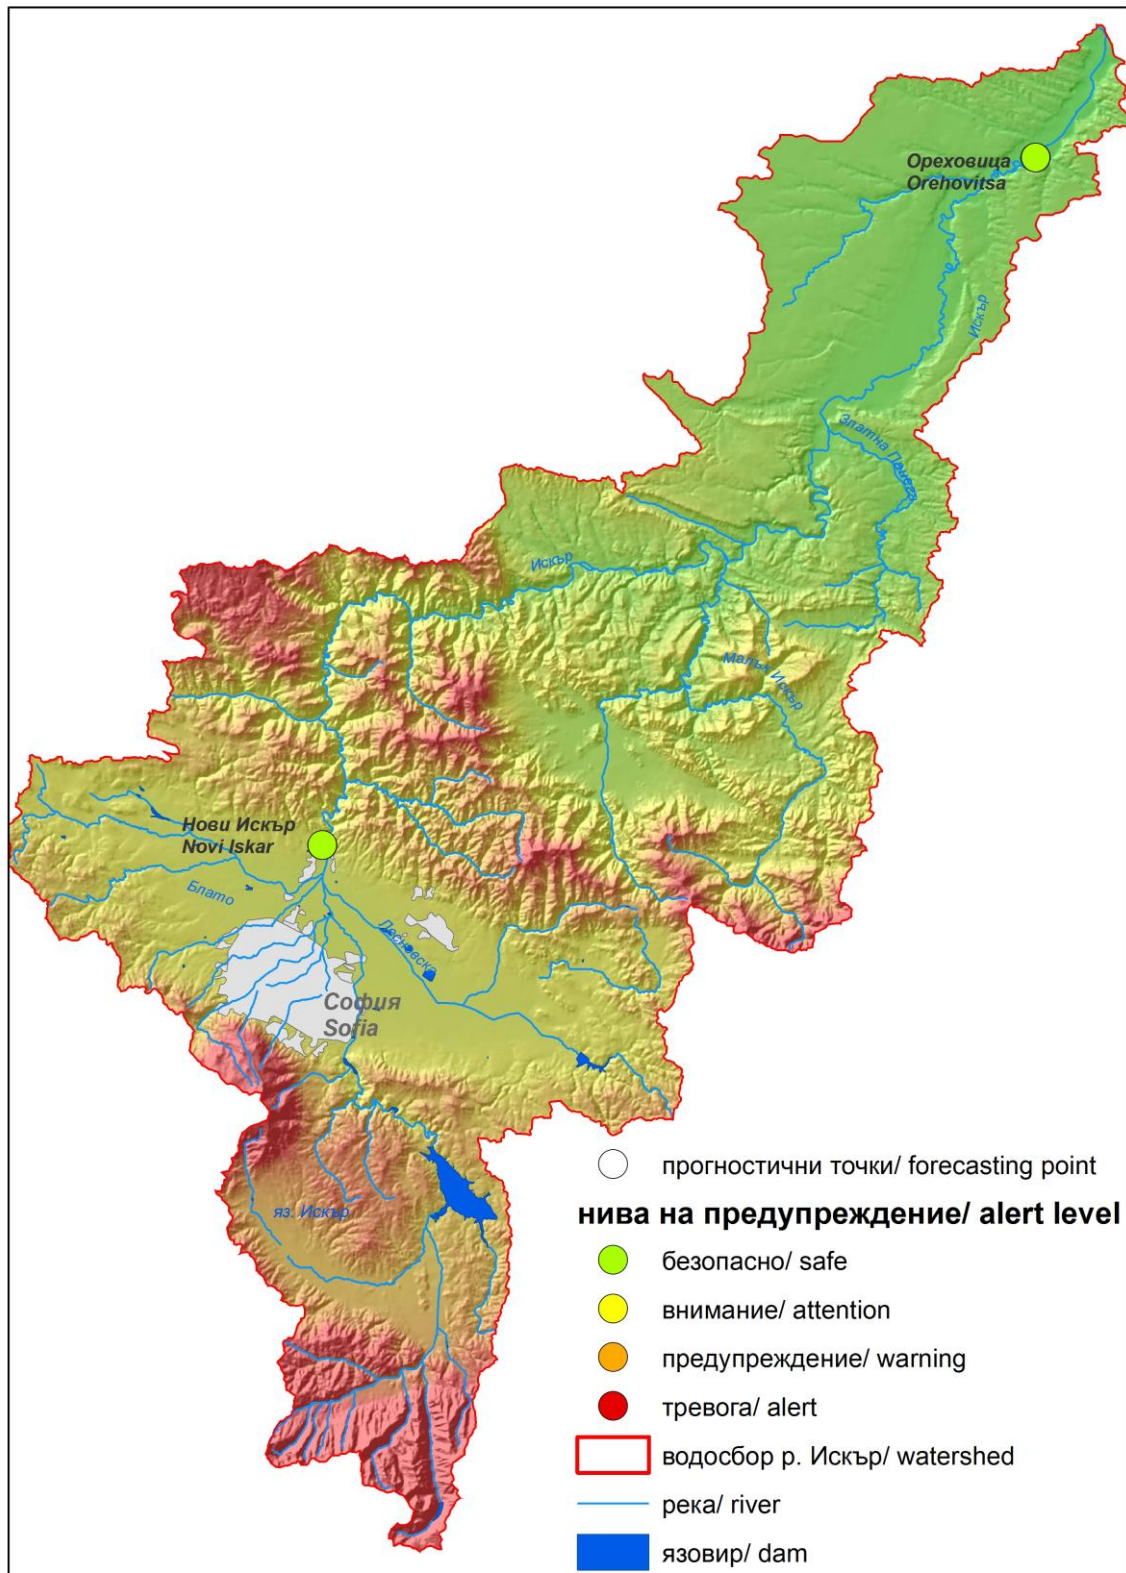 Ореховица
Orehovitsa
Искър
Златна Панега
Искър
Малък Искър
Нови Искър
Novi Iskar
Блато
Лесновска
София
Sofia
яз. Искър
прогностични точки/ forecasting point
нива на предупреждение/ alert level
безопасно/ safe
внимание/ attention
предупреждение/ warning
тревога/ alert
водосбор р. Искър/ watershed
река/ river
язовир/ dam